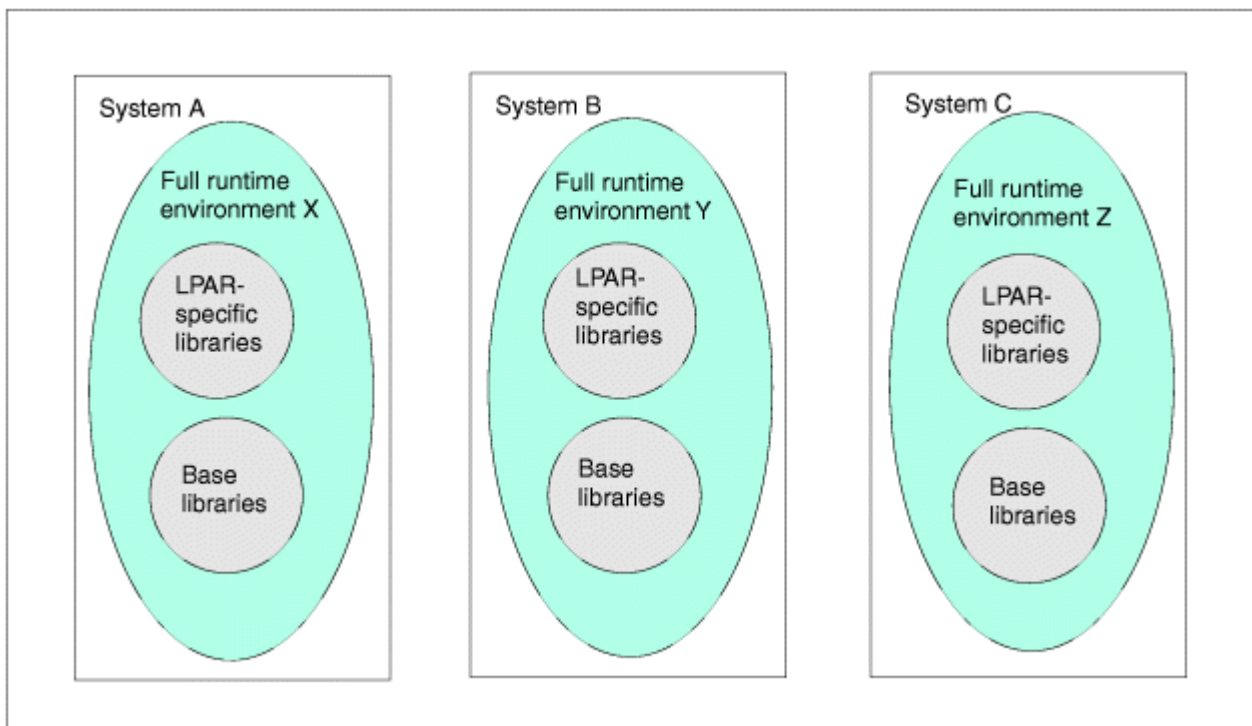 System A
Full runtime
environment X
LPAR-
specific
libraries
Base
libraries
System B
Full runtime
environment Y
LPAR-
specific
libraries
Base
libraries
System C
Full runtime
environment Z
LPAR-
specific
libraries
Base
libraries